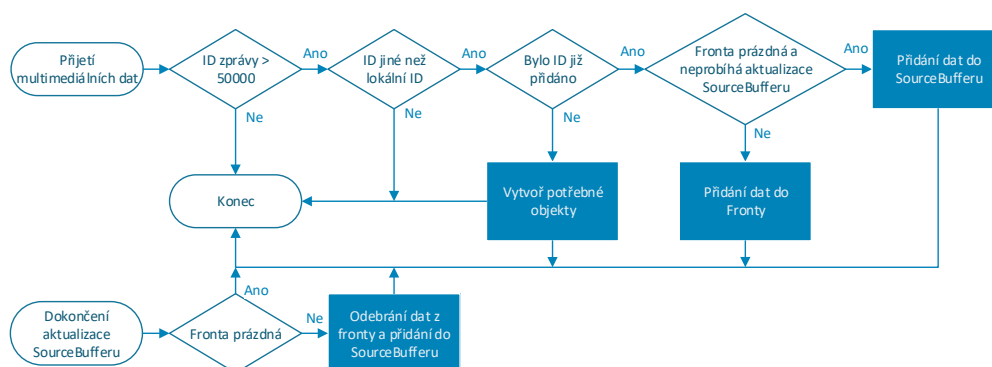 Přijetí
multimediálních dat
ID zprávy >
50000
Ano
ID jiné než
lokální ID
Ano
Bylo ID již
přidáno
Ano
Fronta prázdná a
neprobíhá aktualizace
SourceBufferu
Ano
Přidání dat do
SourceBufferu
Ne
Ne
Ne
Ne
Konec
Vytvoř potřebné
objekty
Přidání dat do
Fronty
Ano
Dokončení
aktualizace
SourceBufferu
Fronta prázdná
Ne
Odebrání dat z
fronty a přidání do
SourceBufferu